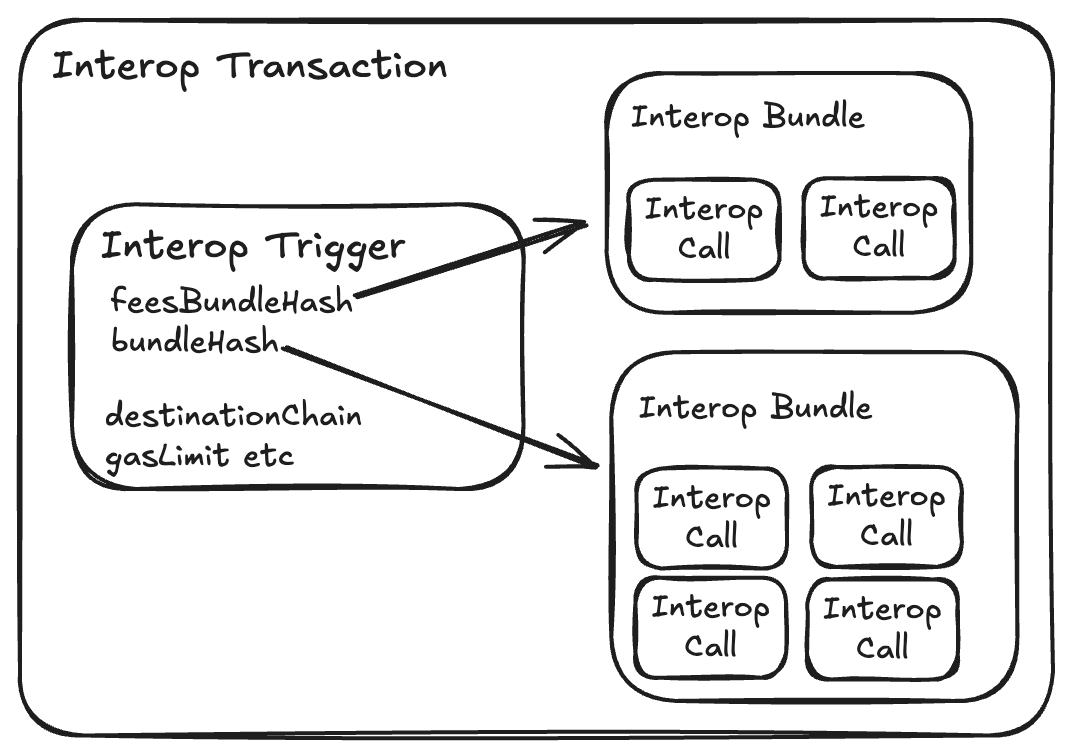 Interop Transaction
Interop Trigger
feesBundleHash
bundleHash
destinationChain
gasLimit etc
Interop Bundle
Interop
Call
Interop
Call
Interop Bundle
Interop
Call
Interop
Call
Interop
Call
Interop
Call